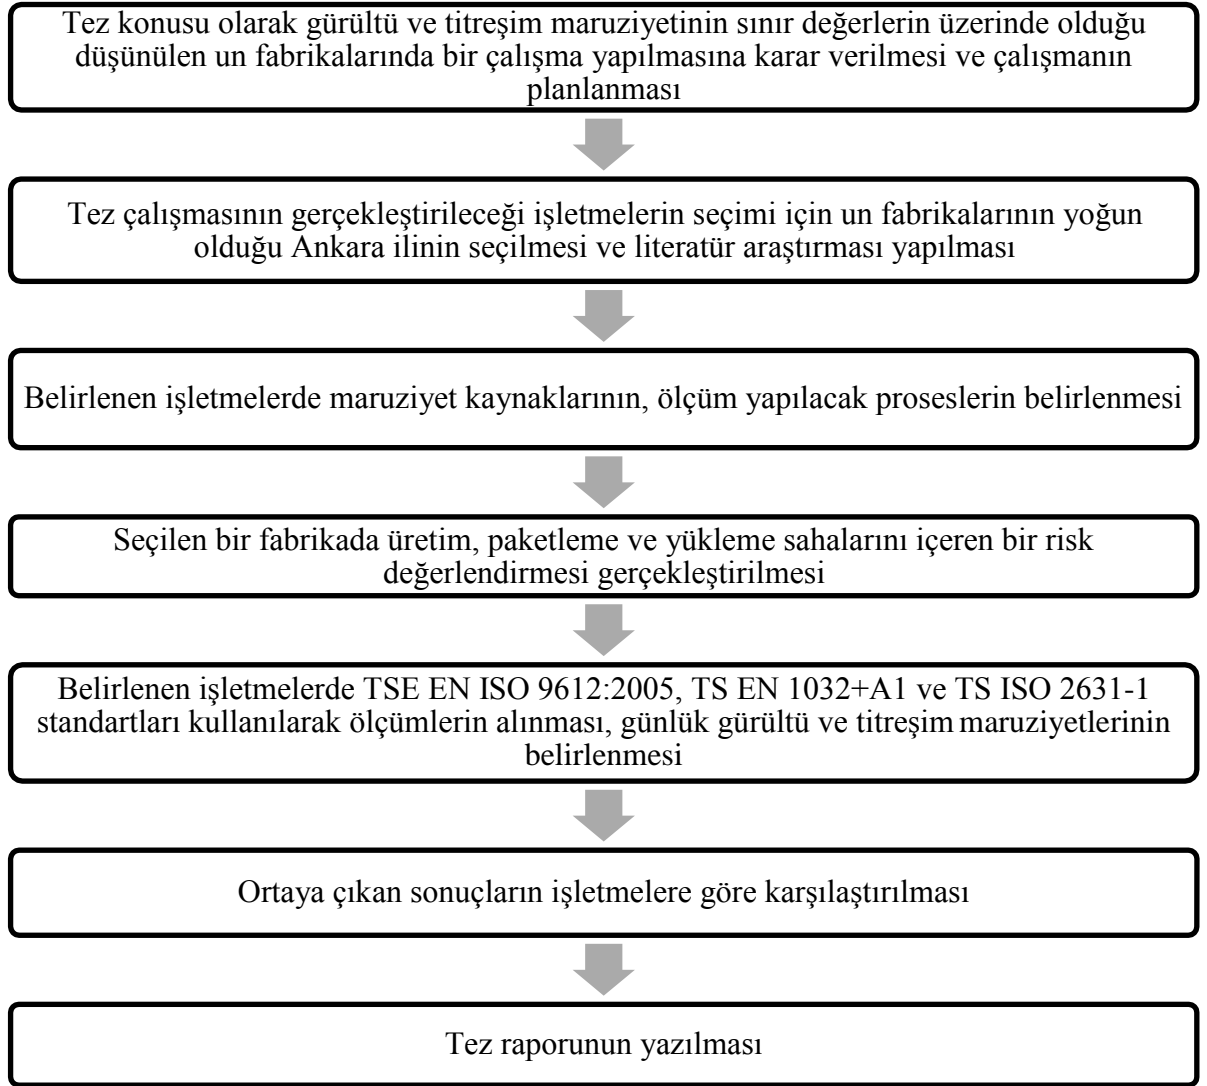 Tez konusu olarak gürültü ve titreşim maruziyetinin sınır değerlerin üzerinde olduğu
düşünülen un fabrikalarında bir çalışma yapılmasına karar verilmesi ve çalışmanın
planlanması
Tez çalışmasının gerçekleştirileceği işletmelerin seçimi için un fabrikalarının yoğun
olduğu Ankara ilinin seçilmesi ve literatür araştırması yapılması
Belirlenen işletmelerde maruziyet kaynaklarının, ölçüm yapılacak proseslerin belirlenmesi
Seçilen bir fabrikada üretim, paketleme ve yükleme sahalarını içeren bir risk
değerlendirmesi gerçekleştirilmesi
Belirlenen işletmelerde TSE EN ISO 9612:2005, TS EN 1032+A1 ve TS ISO 2631-1
standartları kullanılarak ölçümlerin alınması, günlük gürültü ve titreşim maruziyetlerinin
belirlenmesi
Ortaya çıkan sonuçların işletmelere göre karşılaştırılması
Tez raporunun yazılması